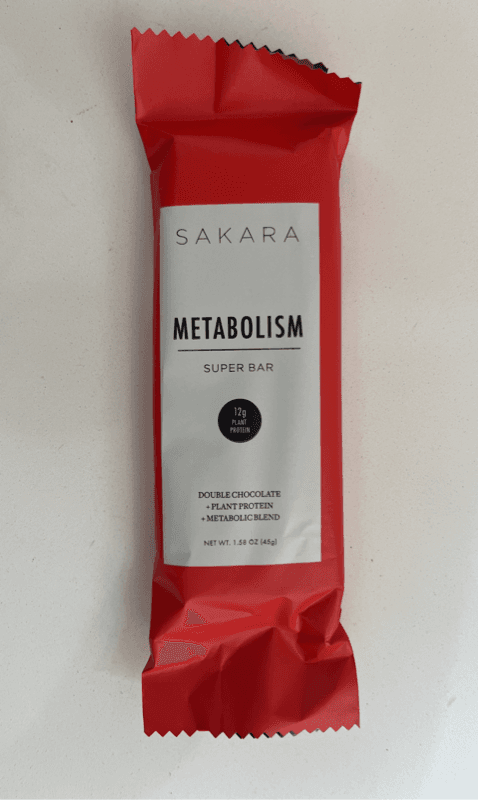 SAKARA
METABOLISM
SUPER BAR
12g
PLANT
PROTEIN
DOUBLE CHOCOLATE
+ PLANT PROTEIN
+ METABOLIC BLEND
NET WT. 1.58 OZ (45g)